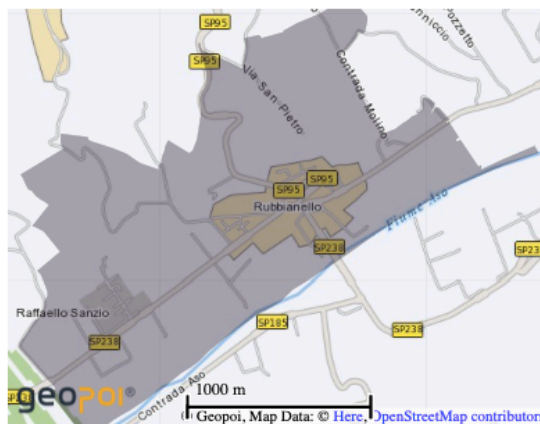 SP95
SP95
Via San Pietro
Contrada Molino
Pozzetto
SP95
SP95
Rubbianello
Fiume Aso
SP238
SP23
Raffaello Sanzio
SP185
SP238
SP238
Contrada Aso
geopoi®
1000 m
Geopoi, Map Data: © Here, OpenStreetMap contributors